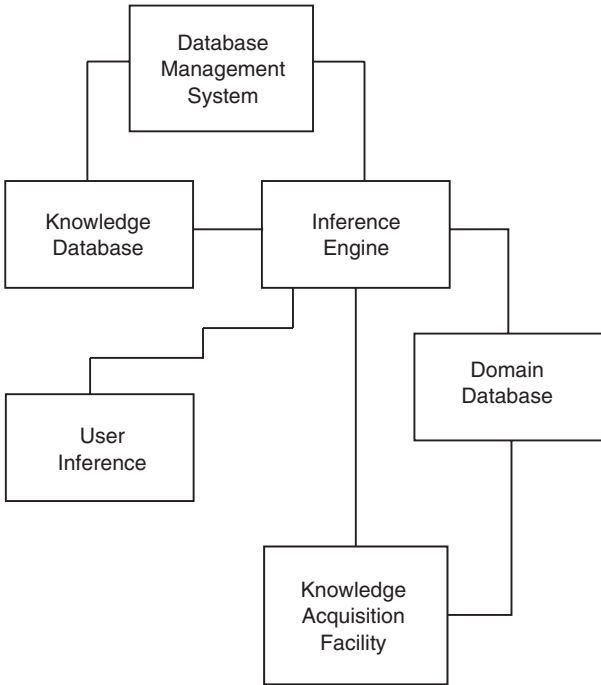 Database
Management
System
Knowledge
Database
Inference
Engine
Domain
Database
User
Inference
Knowledge
Acquisition
Facility